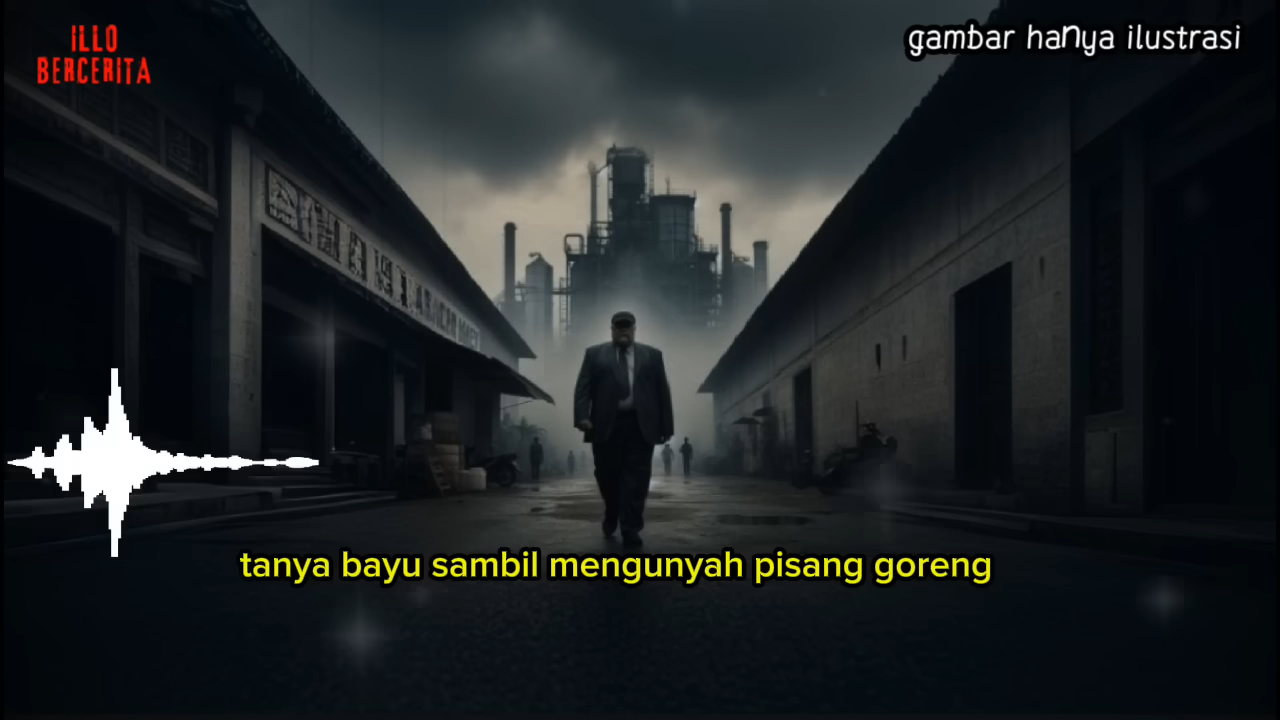 ILLO
BERCERITA
gambar hanya ilustrasi
tanya bayu sambil mengunyah pisang goreng